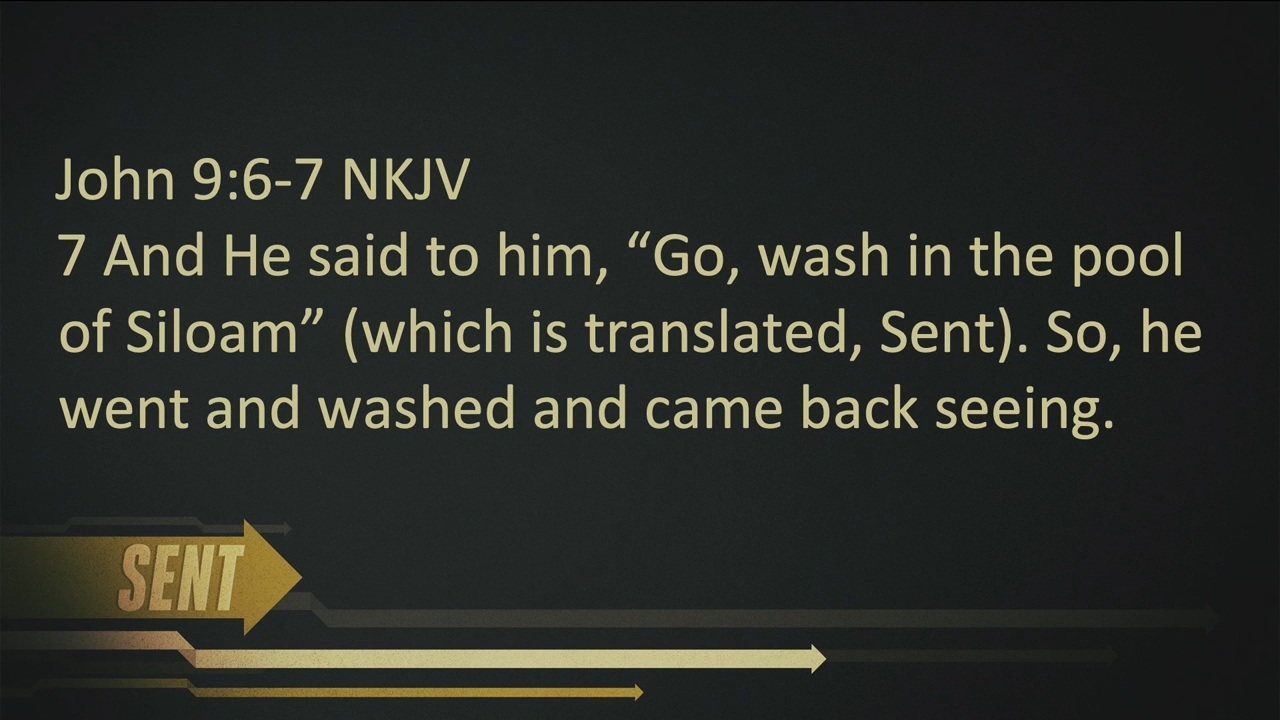 John 9:6-7 NKJV
7 And He said to him, “Go, wash in the pool
of Siloam” (which is translated, Sent). So, he
went and washed and came back seeing.
SENT